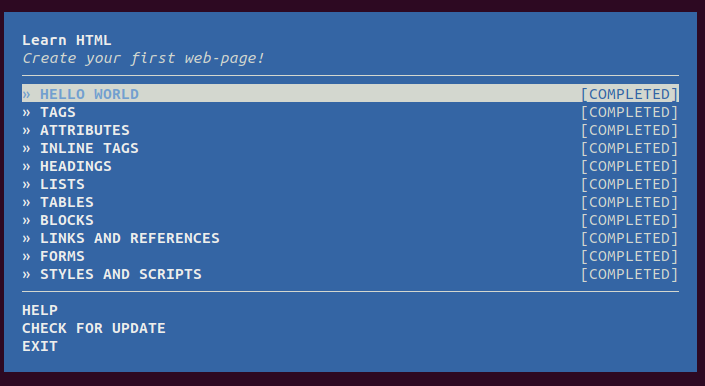 Learn HTML
Create your first web-page!
» HELLO WORLD [COMPLETED]
» TAGS [COMPLETED]
» ATTRIBUTES [COMPLETED]
» INLINE TAGS [COMPLETED]
» HEADINGS [COMPLETED]
» LISTS [COMPLETED]
» TABLES [COMPLETED]
» BLOCKS [COMPLETED]
» LINKS AND REFERENCES [COMPLETED]
» FORMS [COMPLETED]
» STYLES AND SCRIPTS [COMPLETED]
HELP
CHECK FOR UPDATE
EXIT